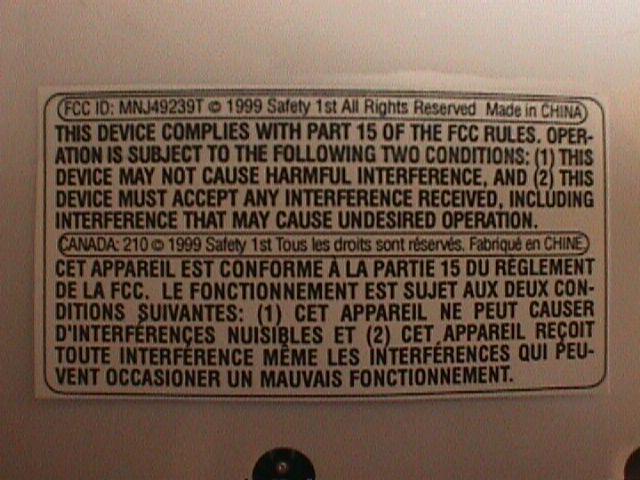 FCC ID: MNJ49239T © 1999 Safety 1st All Rights Reserved Made in CHINA
THIS DEVICE COMPLIES WITH PART 15 OF THE FCC RULES. OPER-
ATION IS SUBJECT TO THE FOLLOWING TWO CONDITIONS: (1) THIS
DEVICE MAY NOT CAUSE HARMFUL INTERFERENCE, AND (2) THIS
DEVICE MUST ACCEPT ANY INTERFERENCE RECEIVED, INCLUDING
INTERFERENCE THAT MAY CAUSE UNDESIRED OPERATION.
CANADA: 210 © 1999 Safety 1st Tous les droits sont réservés. Fabriqué en CHINE
CET APPAREIL EST CONFORME À LA PARTIE 15 DU RÈGLEMENT
DE LA FCC. LE FONCTIONNEMENT EST SUJET AUX DEUX CON-
DITIONS SUIVANTES: (1) CET APPAREIL NE PEUT CAUSER
D'INTERFÉRENÇES NUISIBLES ET (2) CET APPAREIL REÇOIT
TOUTE INTERFÉRENCE MÊME LES INTERFÉRENCES QUI PEU-
VENT OCCASIONER UN MAUVAIS FONCTIONNEMENT.